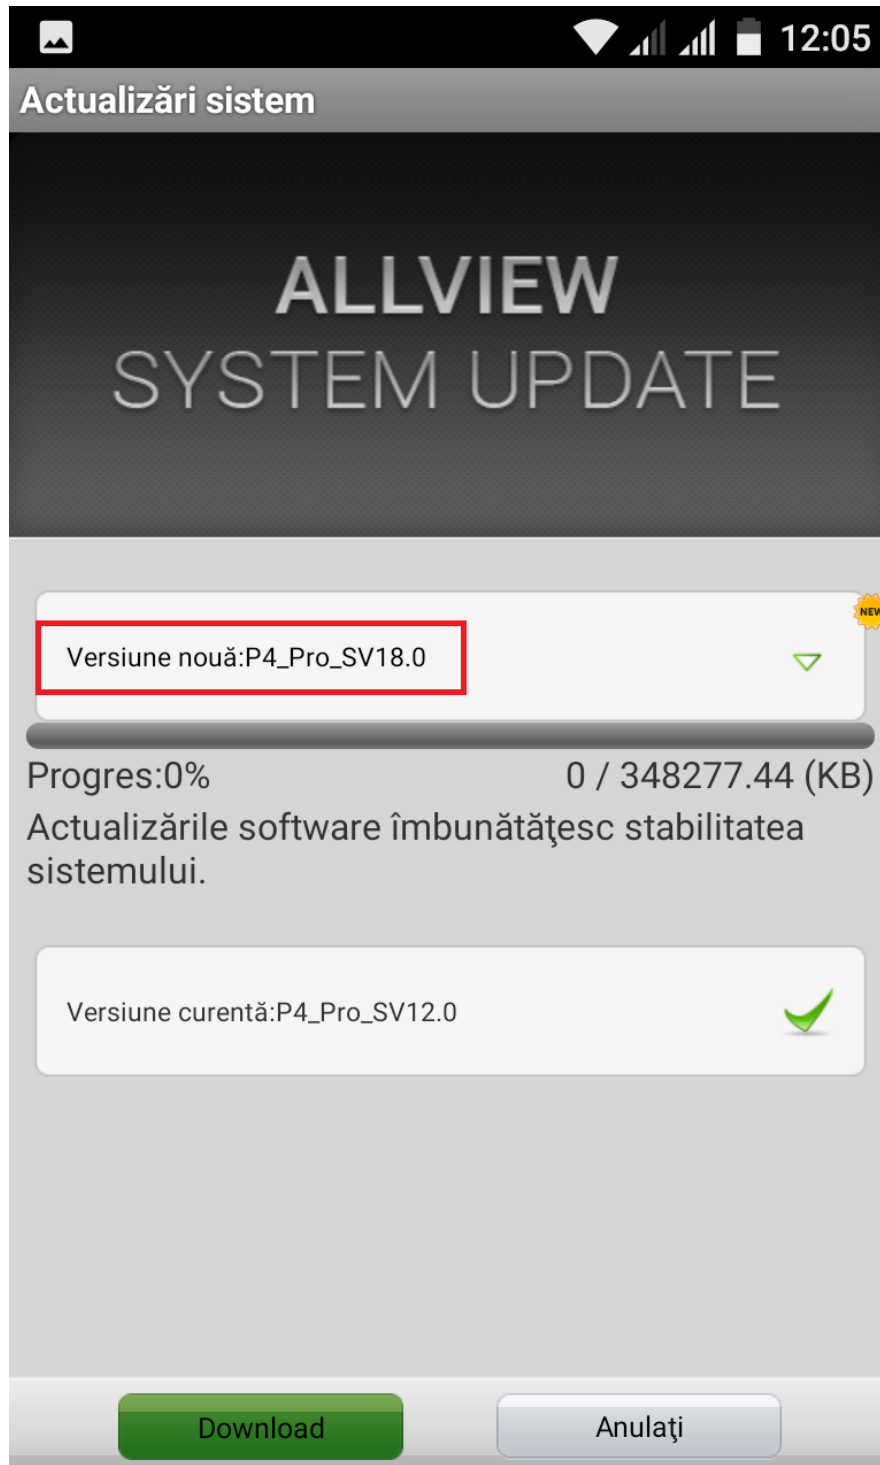 12:05
Actualizări sistem
ALLVIEW
SYSTEM UPDATE
NEW
Versiune nouă:P4_Pro_SV18.0
Progres:0% 0 / 348277.44 (KB)
Actualizările software îmbunătăţesc stabilitatea
sistemului.
Versiune curentă:P4_Pro_SV12.0
Download Anulaţi